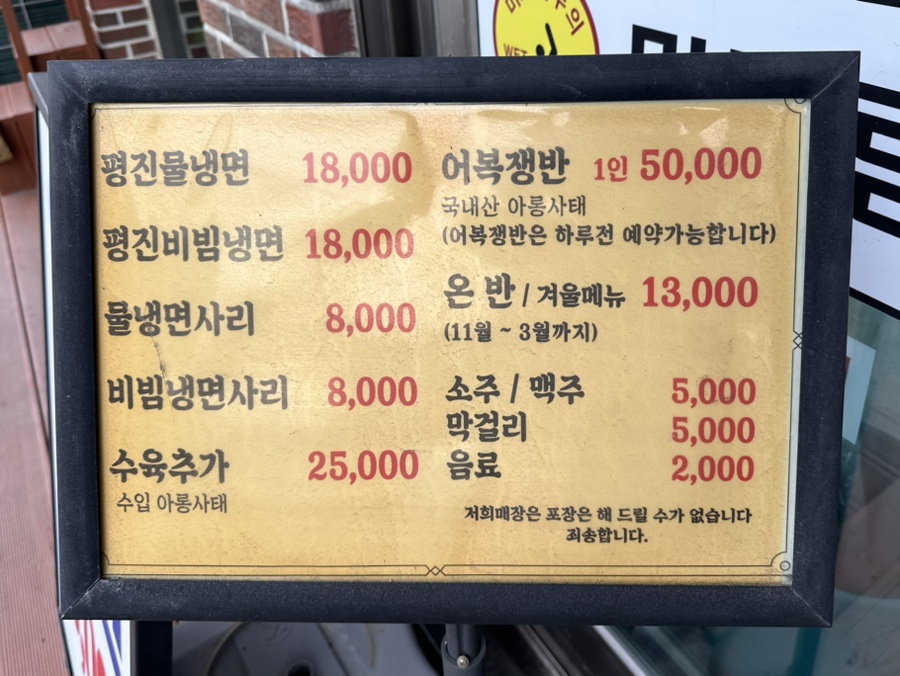 평진물냉면 18,000
평진비빔냉면 18,000
물냉면사리 8,000
비빔냉면사리 8,000
수육추가 25,000
수입 아롱사태
어복쟁반 1인 50,000
국내산 아롱사태
(어복쟁반은 하루전 예약가능합니다)
온 반 / 겨울메뉴 13,000
(11월 ~ 3월까지)
소주 / 맥주 5,000
막걸리 5,000
음료 2,000
저희매장은 포장은 해 드릴 수가 없습니다
죄송합니다.
WET